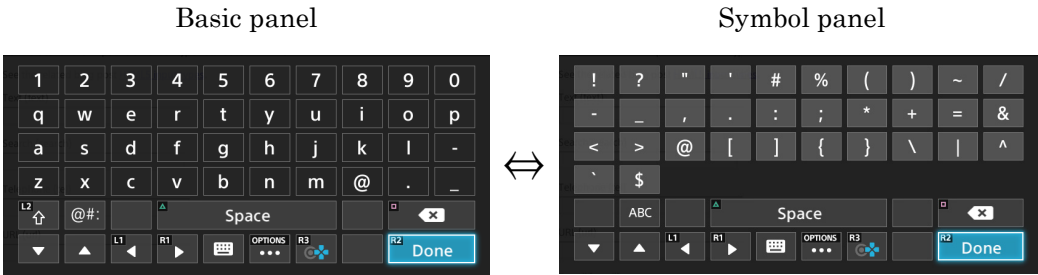 Basic panel
1 2 3 4 5 6 7 8 9 0
q w e r t y u i o p
a s d f g h j k l -
z x c v b n m @ . _
L2 @#: Space
L1 R1 OPTIONS R3 R2 Done
Symbol panel
! ? " ' # % ( ) ~ /
- _ , . : ; * + = &
< > @ [ ] { } \ | ^
` $
ABC Space
L1 R1 OPTIONS R3 R2 Done